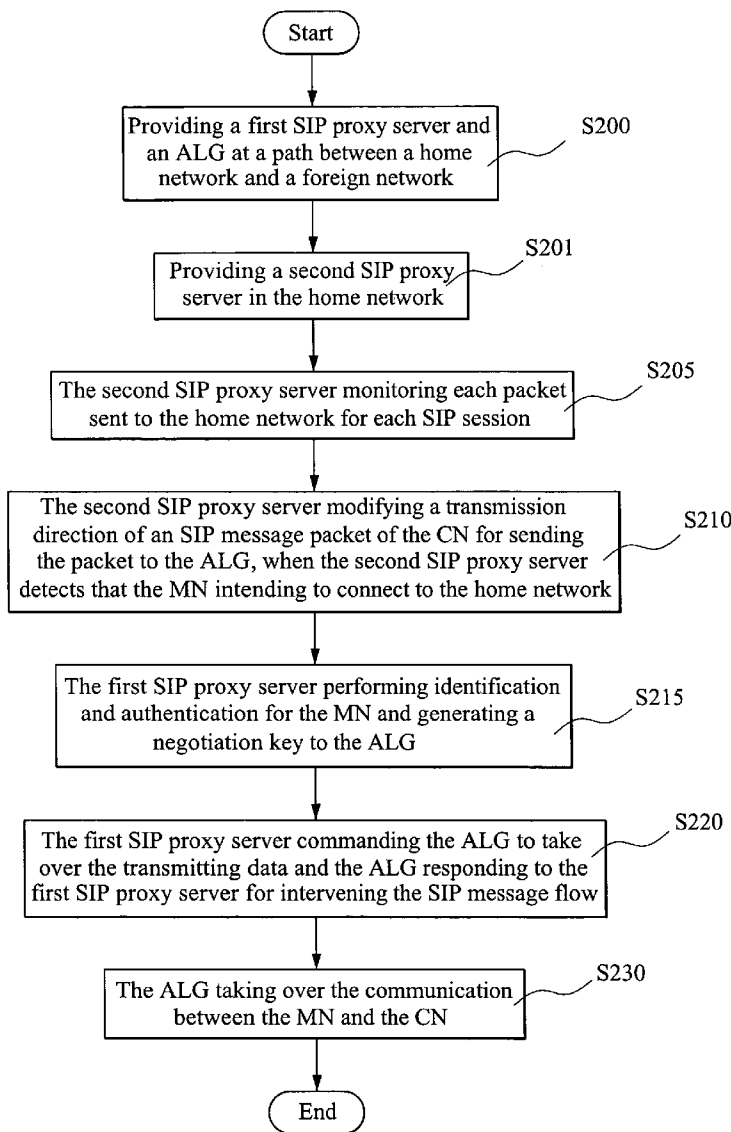 Start
Providing a first SIP proxy server and
an ALG at a path between a home
network and a foreign network
S200
Providing a second SIP proxy
server in the home network
S201
The second SIP proxy server monitoring each packet
sent to the home network for each SIP session
S205
The second SIP proxy server modifying a transmission
direction of an SIP message packet of the CN for sending
the packet to the ALG, when the second SIP proxy server
detects that the MN intending to connect to the home network
S210
The first SIP proxy server performing identification
and authentication for the MN and generating a
negotiation key to the ALG
S215
The first SIP proxy server commanding the ALG to take
over the transmitting data and the ALG responding to the
first SIP proxy server for intervening the SIP message flow
S220
The ALG taking over the communication
between the MN and the CN
S230
End